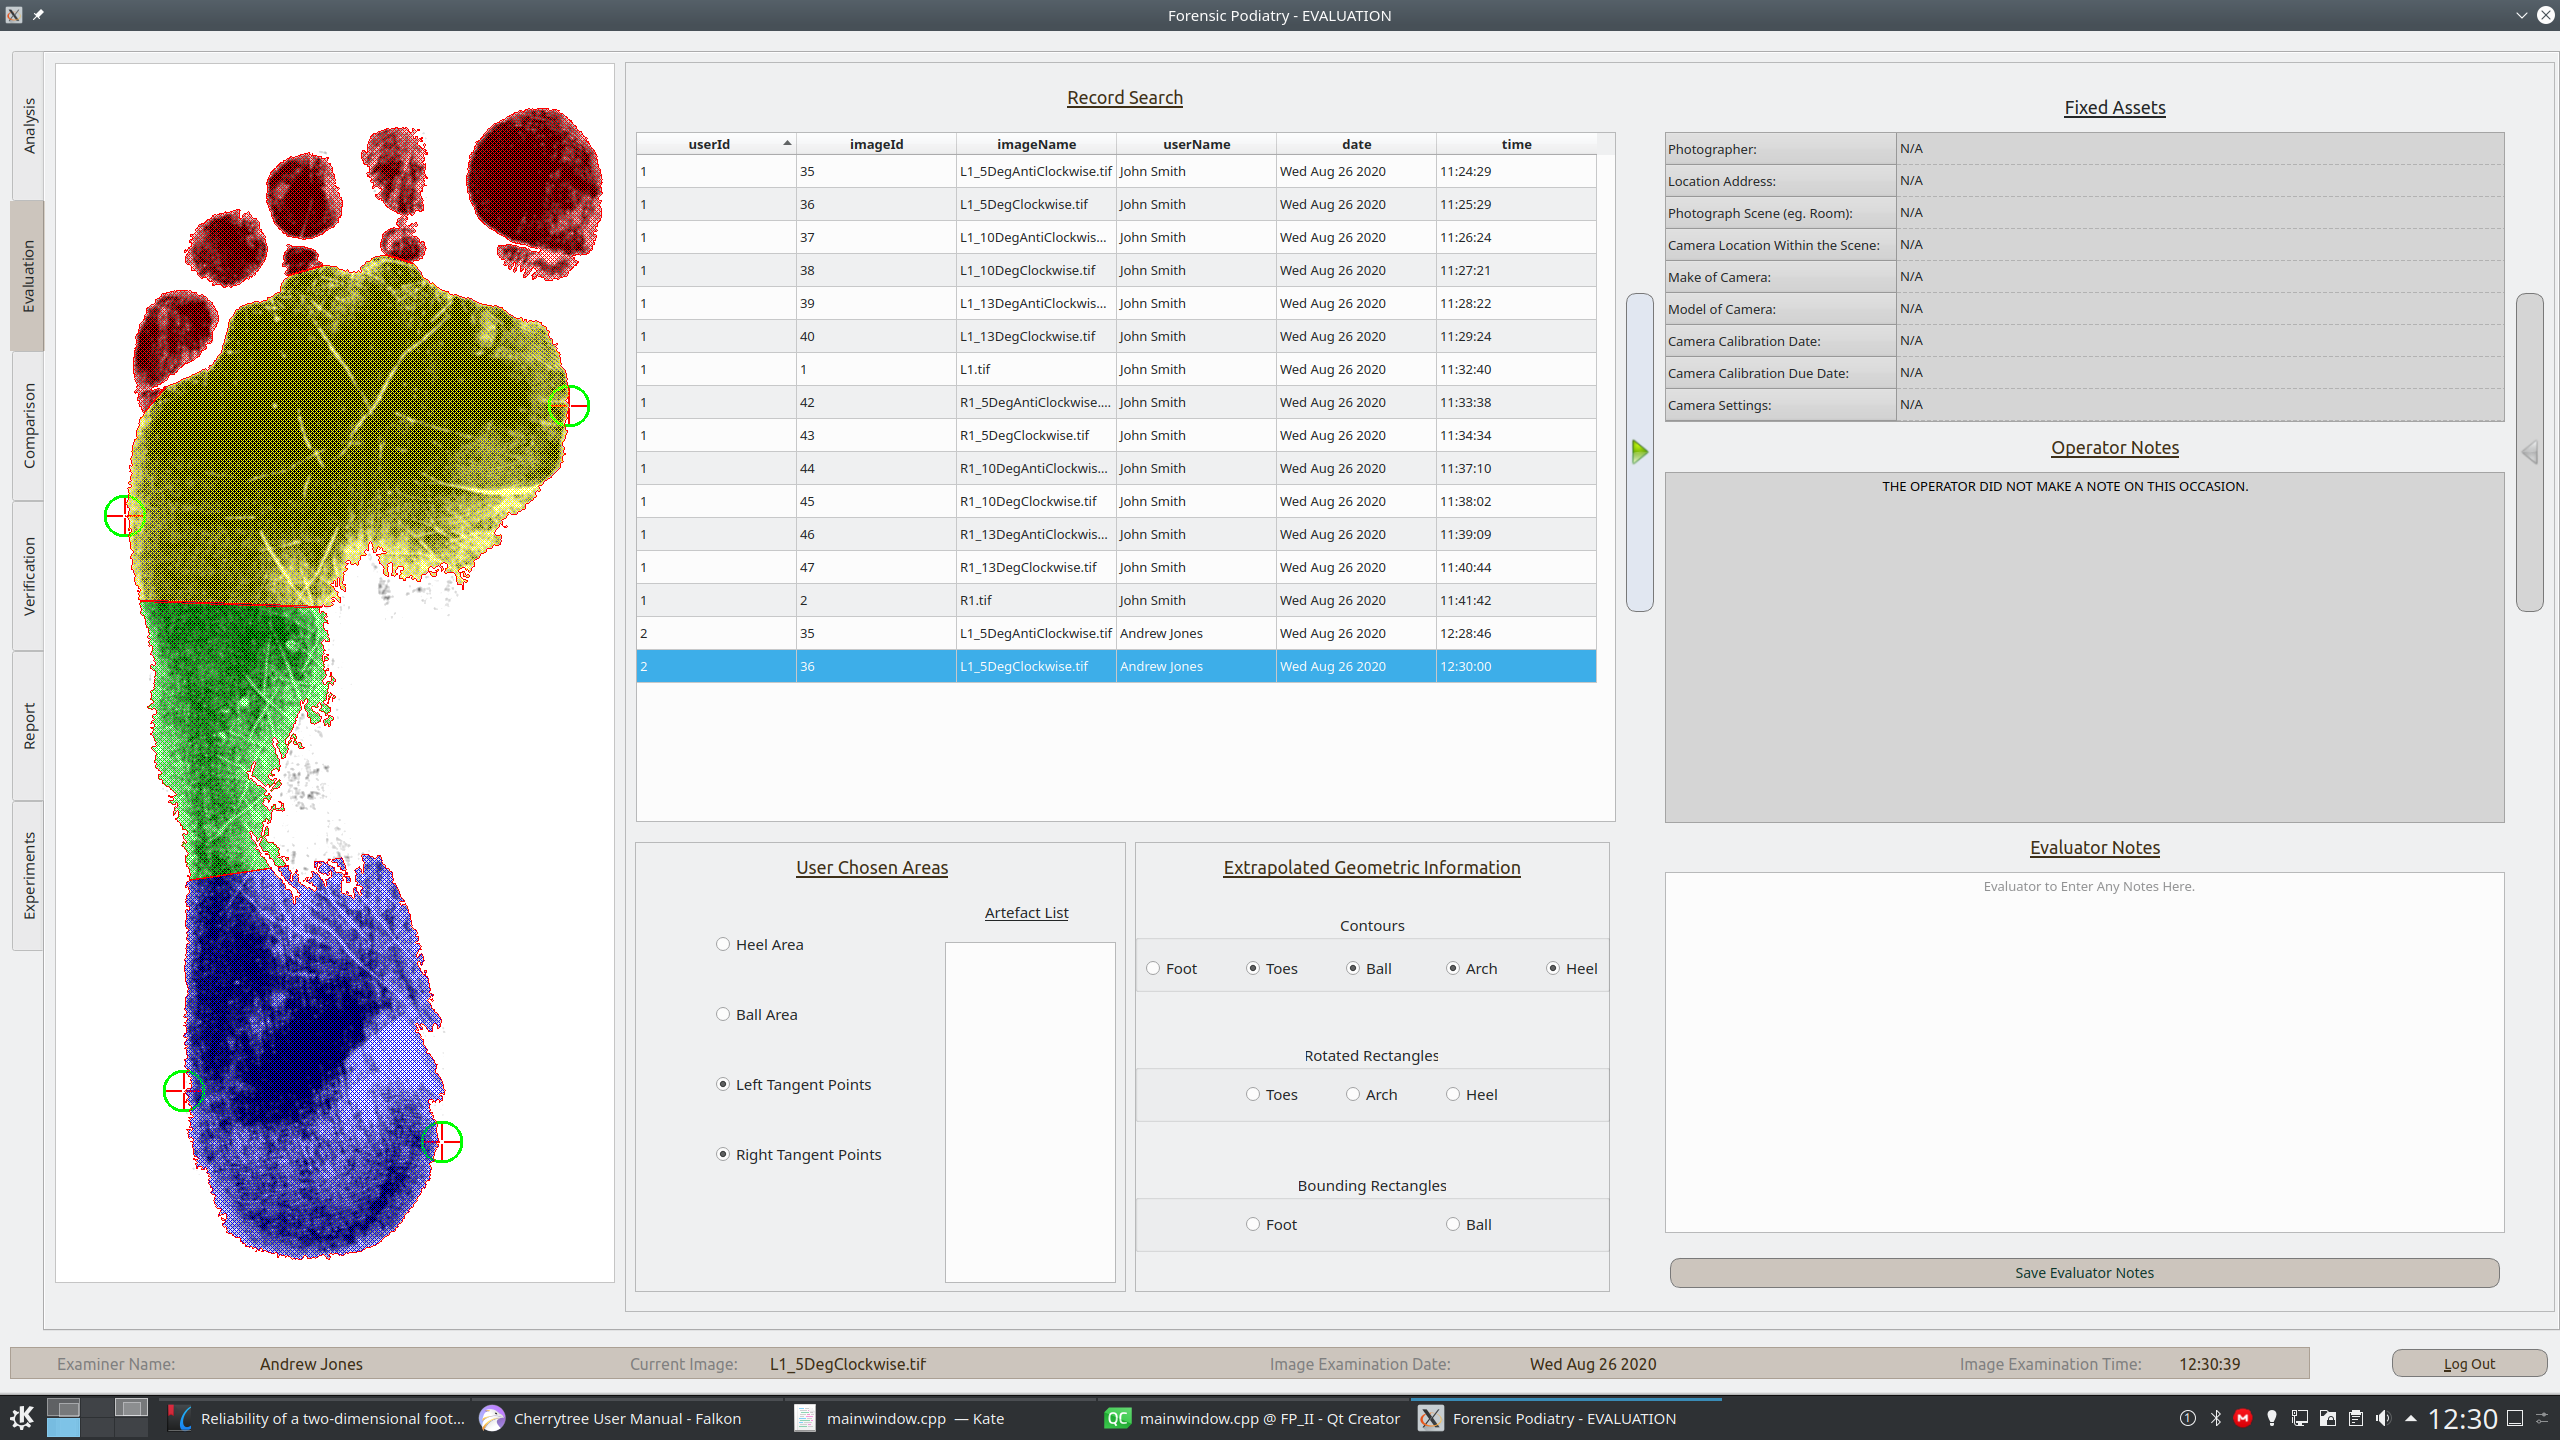 Forensic Podiatry - EVALUATION
Analysis
Evaluation
Comparison
Verification
Report
Experiments
Record Search
userId imageId imageName userName date time
1 35 L1_5DegAntiClockwise.tif John Smith Wed Aug 26 2020 11:24:29
1 36 L1_5DegClockwise.tif John Smith Wed Aug 26 2020 11:25:29
1 37 L1_10DegAntiClockwis... John Smith Wed Aug 26 2020 11:26:24
1 38 L1_10DegClockwise.tif John Smith Wed Aug 26 2020 11:27:21
1 39 L1_13DegAntiClockwis... John Smith Wed Aug 26 2020 11:28:22
1 40 L1_13DegClockwise.tif John Smith Wed Aug 26 2020 11:29:24
1 1 L1.tif John Smith Wed Aug 26 2020 11:32:40
1 42 R1_5DegAntiClockwise.... John Smith Wed Aug 26 2020 11:33:38
1 43 R1_5DegClockwise.tif John Smith Wed Aug 26 2020 11:34:34
1 44 R1_10DegAntiClockwis... John Smith Wed Aug 26 2020 11:37:10
1 45 R1_10DegClockwise.tif John Smith Wed Aug 26 2020 11:38:02
1 46 R1_13DegAntiClockwis... John Smith Wed Aug 26 2020 11:39:09
1 47 R1_13DegClockwise.tif John Smith Wed Aug 26 2020 11:40:44
1 2 R1.tif John Smith Wed Aug 26 2020 11:41:42
2 35 L1_5DegAntiClockwise.tif Andrew Jones Wed Aug 26 2020 12:28:46
2 36 L1_5DegClockwise.tif Andrew Jones Wed Aug 26 2020 12:30:00
User Chosen Areas
Artefact List
Heel Area
Ball Area
Left Tangent Points
Right Tangent Points
Extrapolated Geometric Information
Contours
Foot Toes Ball Arch Heel
Rotated Rectangles
Toes Arch Heel
Bounding Rectangles
Foot Ball
Fixed Assets
Photographer: N/A
Location Address: N/A
Photograph Scene (eg. Room): N/A
Camera Location Within the Scene: N/A
Make of Camera: N/A
Model of Camera: N/A
Camera Calibration Date: N/A
Camera Calibration Due Date: N/A
Camera Settings: N/A
Operator Notes
THE OPERATOR DID NOT MAKE A NOTE ON THIS OCCASION.
Evaluator Notes
Evaluator to Enter Any Notes Here.
Save Evaluator Notes
Examiner Name: Andrew Jones Current Image: L1_5DegClockwise.tif Image Examination Date: Wed Aug 26 2020 Image Examination Time: 12:30:39 Log Out
Reliability of a two-dimensional foot... Cherrytree User Manual - Falkon mainwindow.cpp — Kate QC mainwindow.cpp @ FP_II - Qt Creator Forensic Podiatry - EVALUATION 12:30